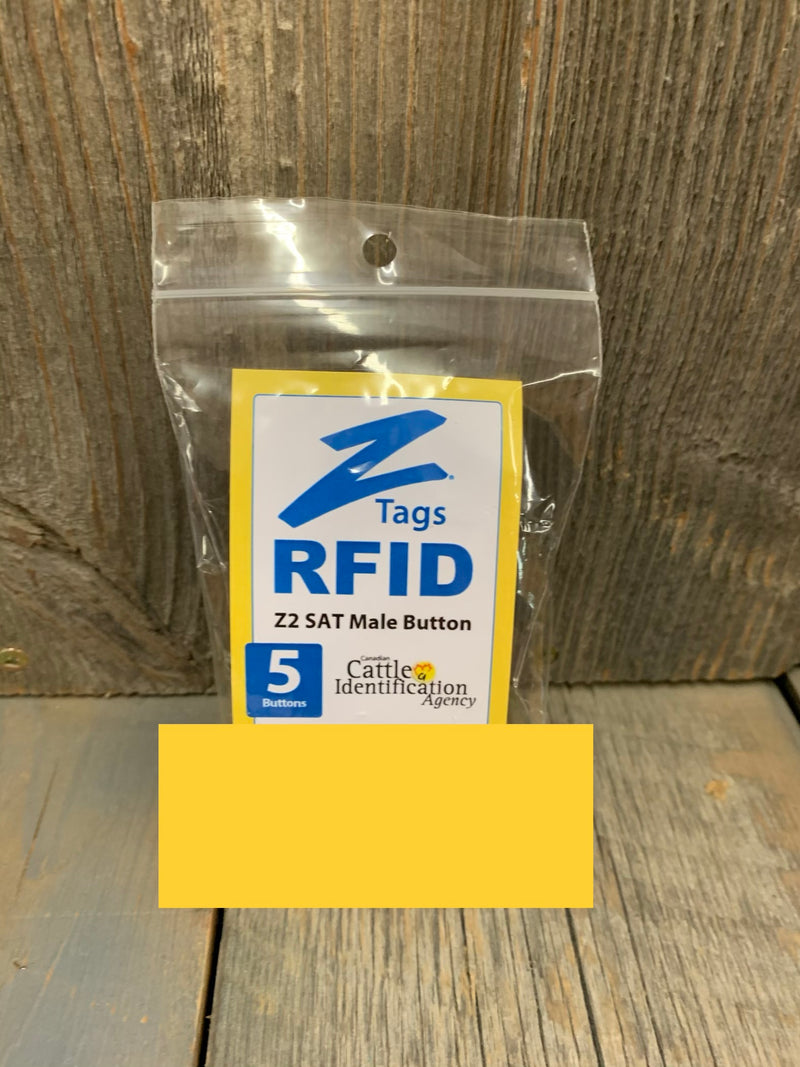 Z
Tags
RFID
Z2 SAT Male Button
5
Buttons
Canadian
Cattle
Identification
Agency